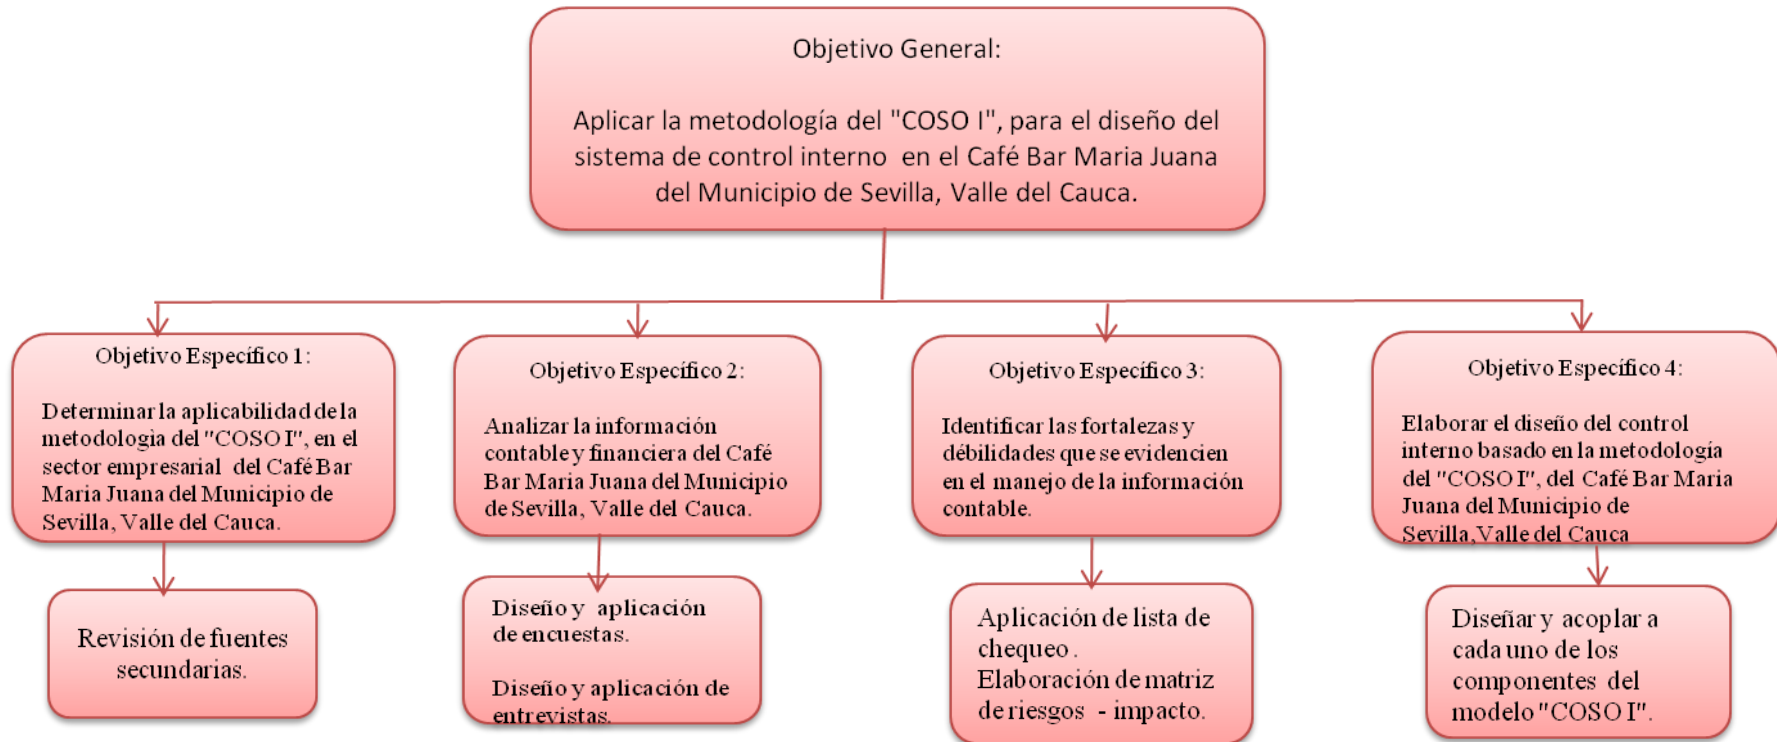 Objetivo General:
Aplicar la metodología del "COSO I", para el diseño del
sistema de control interno en el Café Bar Maria Juana
del Municipio de Sevilla, Valle del Cauca.
Objetivo Específico 1:
Determinar la aplicabilidad de la
metodologìa del "COSO I", en el
sector empresarial del Café Bar
Maria Juana del Municipio de
Sevilla, Valle del Cauca.
Revisión de fuentes
secundarias.
Objetivo Específico 2:
Analizar la información
contable y financiera del Café
Bar Maria Juana del Municipio
de Sevilla, Valle del Cauca.
Diseño y aplicación
de encuestas.
Diseño y aplicación de
entrevistas.
Objetivo Específico 3:
Identificar las fortalezas y
débilidades que se evidencien
en el manejo de la información
contable.
Aplicación de lista de
chequeo .
Elaboración de matriz
de riesgos - impacto.
Objetivo Específico 4:
Elaborar el diseño del control
interno basado en la metodología
del "COSO I", del Café Bar Maria
Juana del Municipio de
Sevilla,Valle del Cauca
Diseñar y acoplar a
cada uno de los
componentes del
modelo "COSO I".